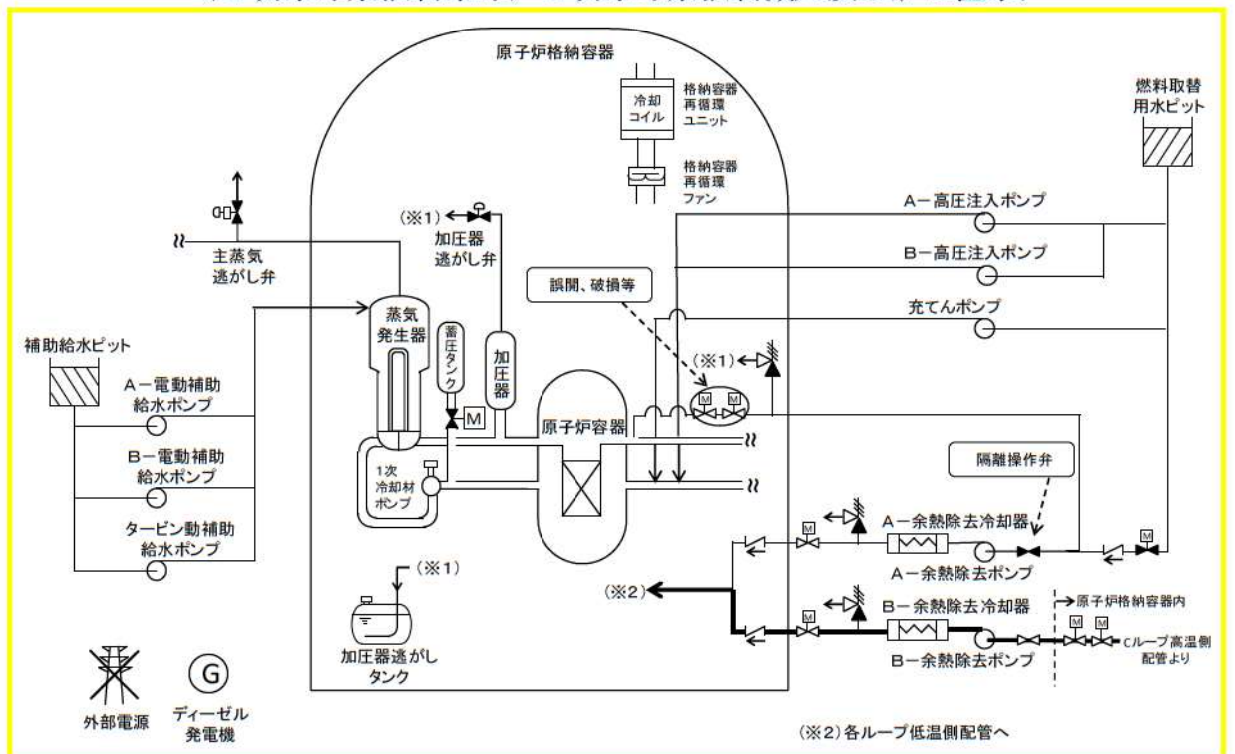 原子炉格納容器
冷却
コイル
格納容器
再循環
ユニット
格納容器
再循環
ファン
燃料取替
用水ピット
A-高圧注入ポンプ
B-高圧注入ポンプ
充てんポンプ
(※1)
加圧器
逃がし弁
主蒸気
逃がし弁
誤開、破損等
(※1)
蒸気
発生器
蓄圧タンク
加圧器
M
M
M
原子炉容器
補助給水ピット
A-電動補助
給水ポンプ
B-電動補助
給水ポンプ
タービン動補助
給水ポンプ
1次
冷却材
ポンプ
隔離操作弁
M
A-余熱除去冷却器
M
A-余熱除去ポンプ
(※1)
(※2)
M
B-余熱除去冷却器
B-余熱除去ポンプ
原子炉格納容器内
M
M
Cループ高温側
配管より
加圧器逃がし
タンク
外部電源
G
ディーゼル
発電機
(※2)各ループ低温側配管へ